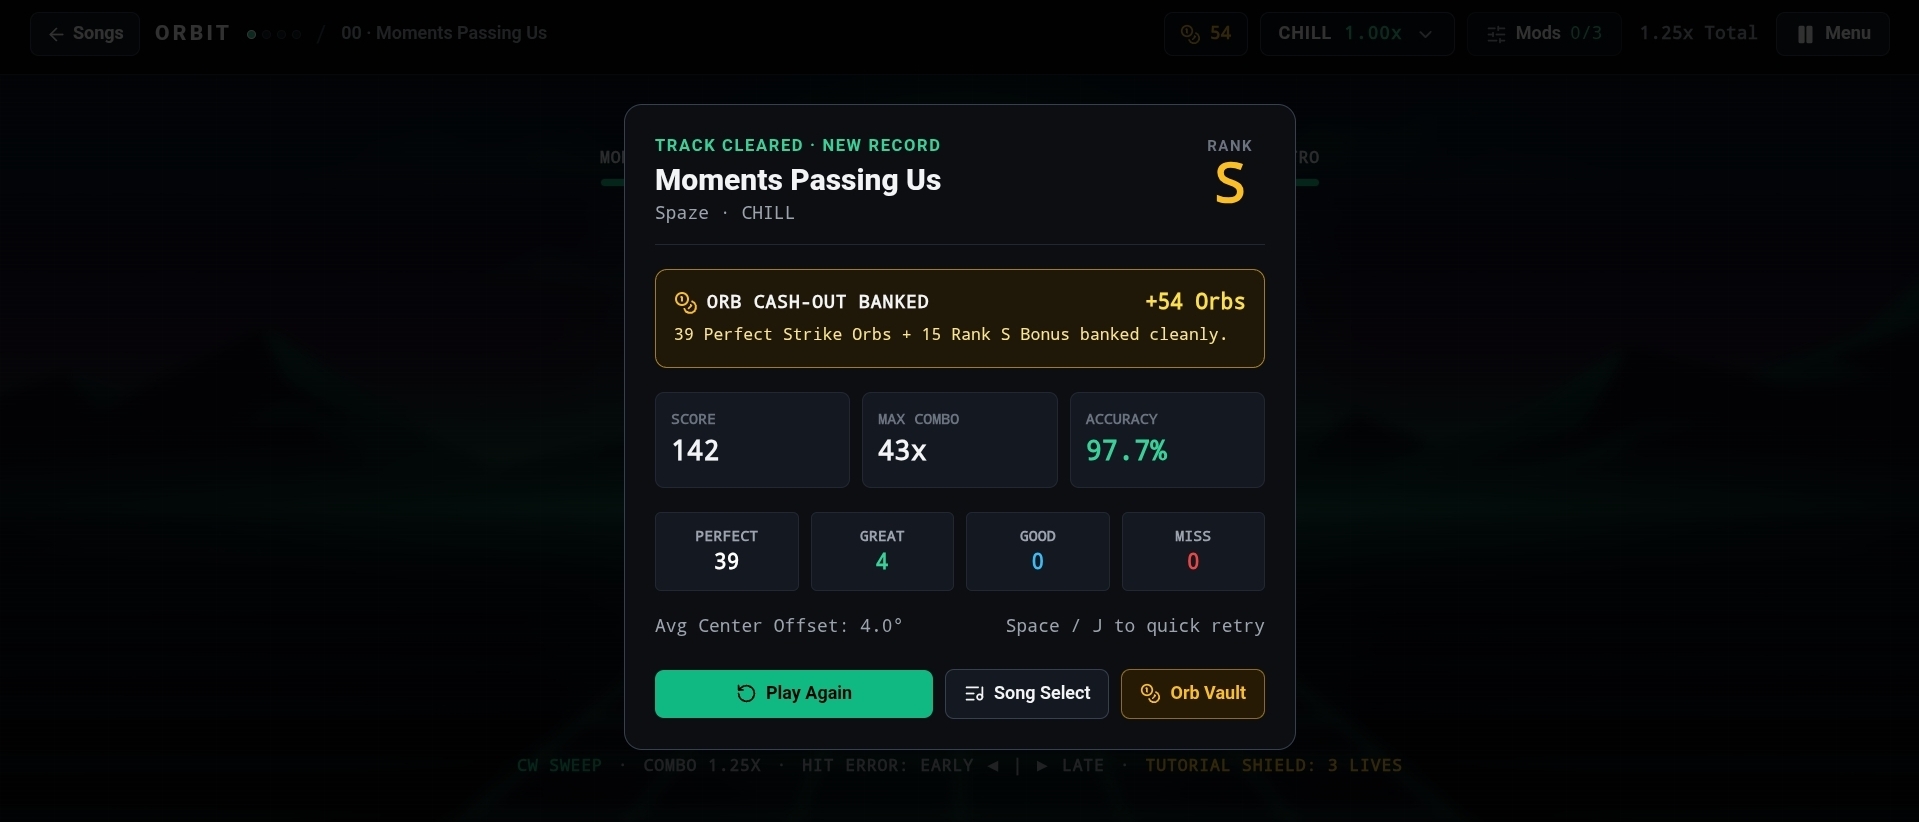 Songs ORBIT / 00 · Moments Passing Us 54 CHILL 1.00x Mods 0/3 1.25x Total Menu
TRACK CLEARED · NEW RECORD
RANK
Moments Passing Us
S
Spaze · CHILL
ORB CASH-OUT BANKED +54 Orbs
39 Perfect Strike Orbs + 15 Rank S Bonus banked cleanly.
SCORE MAX COMBO ACCURACY
142 43x 97.7%
PERFECT GREAT GOOD MISS
39 4 0 0
Avg Center Offset: 4.0° Space / J to quick retry
Play Again Song Select Orb Vault
CW SWEEP · COMBO 1.25X · HIT ERROR: EARLY ◄ | ► LATE · TUTORIAL SHIELD: 3 LIVES